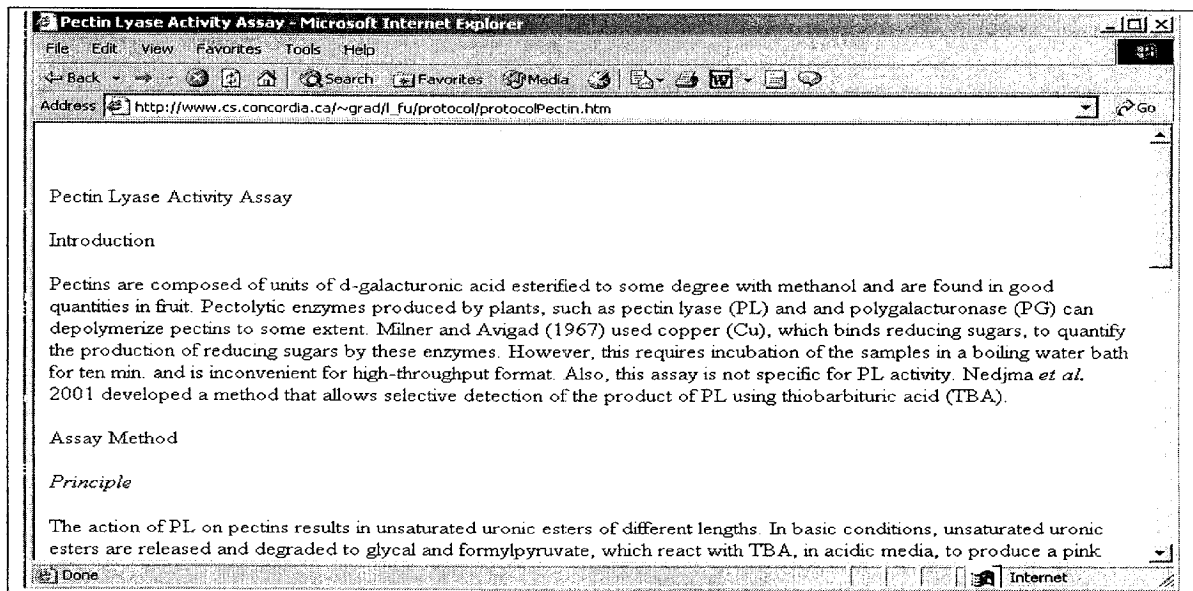 Pectin Lyase Activity Assay - Microsoft Internet Explorer
File Edit View Favorites Tools Help
Back Search Favorites Media
Address http://www.cs.concordia.ca/~grad/l_fu/protocol/protocolPectin.htm Go
Pectin Lyase Activity Assay
Introduction
Pectins are composed of units of d-galacturonic acid esterified to some degree with methanol and are found in good
quantities in fruit. Pectolytic enzymes produced by plants, such as pectin lyase (PL) and and polygalacturonase (PG) can
depolymerize pectins to some extent. Milner and Avigad (1967) used copper (Cu), which binds reducing sugars, to quantify
the production of reducing sugars by these enzymes. However, this requires incubation of the samples in a boiling water bath
for ten min. and is inconvenient for high-throughput format. Also, this assay is not specific for PL activity. Nedjma et al.
2001 developed a method that allows selective detection of the product of PL using thiobarbituric acid (TBA).
Assay Method
Principle
The action of PL on pectins results in unsaturated uronic esters of different lengths. In basic conditions, unsaturated uronic
esters are released and degraded to glycal and formylpyruvate, which react with TBA, in acidic media, to produce a pink
Done Internet